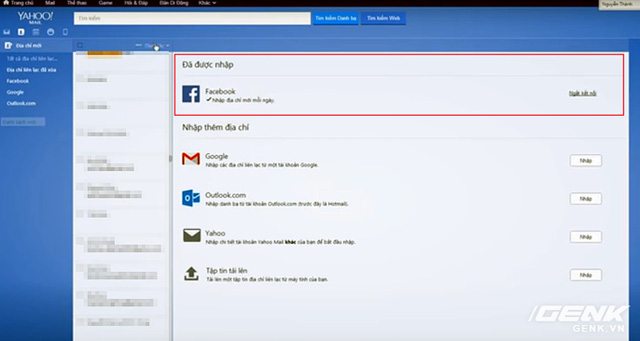 Trang chủ Mail Thể thao Game Hỏi & Đáp Bản Di Động Khác
Nguyễn Thành
YAHOO!
MAIL
Tìm kiếm
Tìm kiếm Danh bạ
Tìm kiếm Web
Địa chỉ mới
Tất cả địa chỉ liên lạc...
Địa chỉ liên lạc đã xóa
Facebook
Google
Outlook.com
Danh sách mới
Đã được nhập
Facebook
Nhập địa chỉ mới mỗi ngày.
Ngắt kết nối
Nhập thêm địa chỉ
Google
Nhập các địa chỉ liên lạc từ một tài khoản Google.
Nhập
Outlook.com
Nhập danh bạ từ tài khoản Outlook.com (trước đây là Hotmail).
Nhập
Yahoo
Nhập chi tiết tài khoản Yahoo Mail khác của bạn để bắt đầu nhập.
Nhập
Tập tin tải lên
Tải lên một tập tin địa chỉ liên lạc từ máy tính của bạn.
Nhập
GENK
GENK.VN